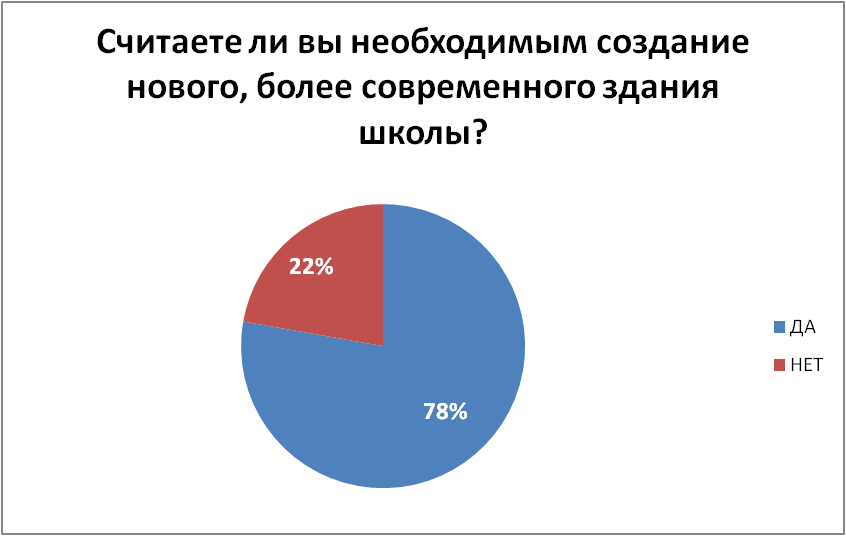 Считаете ли вы необходимым создание
нового, более современного здания
школы?
22%
78%
ДА
НЕТ